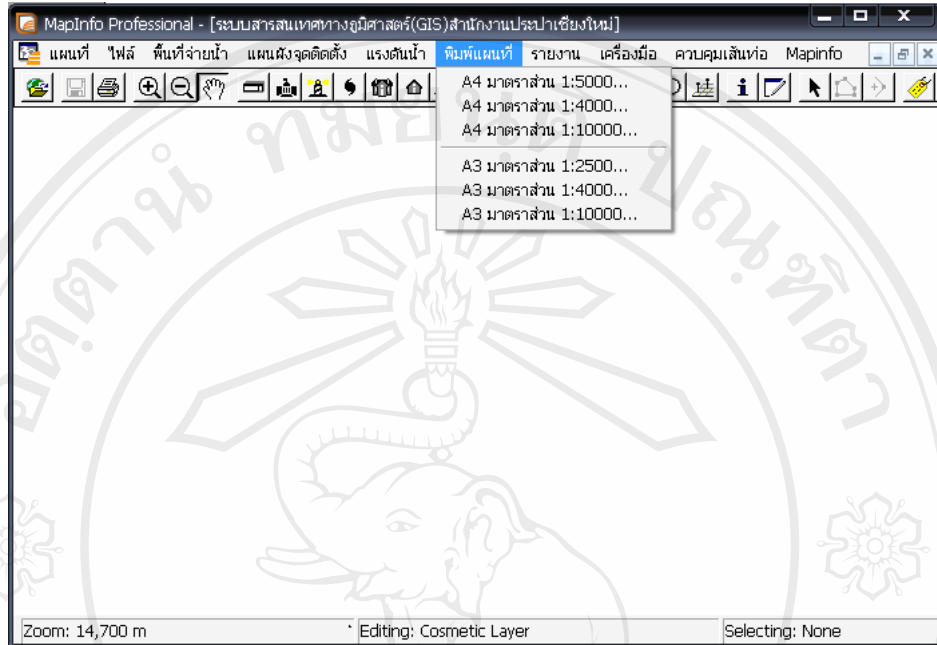 MapInfo Professional - [ระบบสารสนเทศทางภูมิศาสตร์(GIS)สำนักงานประปาเชียงใหม่]
แผนที่ ไฟล์ พื้นที่จ่ายน้ำ แผนผังจุดติดตั้ง แรงดันน้ำ พิมพ์แผนที่ รายงาน เครื่องมือ ควบคุมเส้นท่อ Mapinfo
A4 มาตราส่วน 1:5000...
A4 มาตราส่วน 1:4000...
A4 มาตราส่วน 1:10000...
A3 มาตราส่วน 1:2500...
A3 มาตราส่วน 1:4000...
A3 มาตราส่วน 1:10000...
Zoom: 14,700 m Editing: Cosmetic Layer Selecting: None